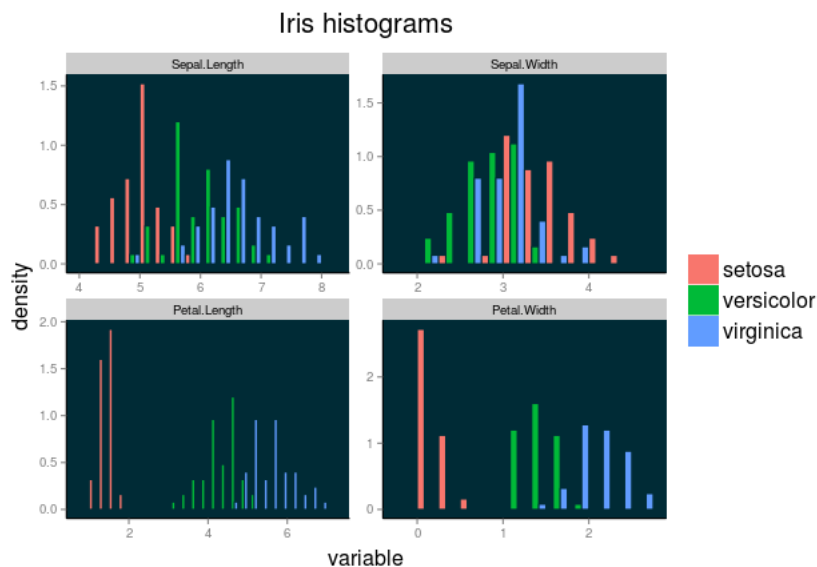 Iris histograms
Sepal.Length
Sepal.Width
1.5
1.0
0.5
0.0
4 5 6 7 8
1.5
1.0
0.5
0.0
2 3 4
density
Petal.Length
Petal.Width
2.0
1.5
1.0
0.5
0.0
2 4 6
2
1
0
0 1 2
variable
setosa
versicolor
virginica